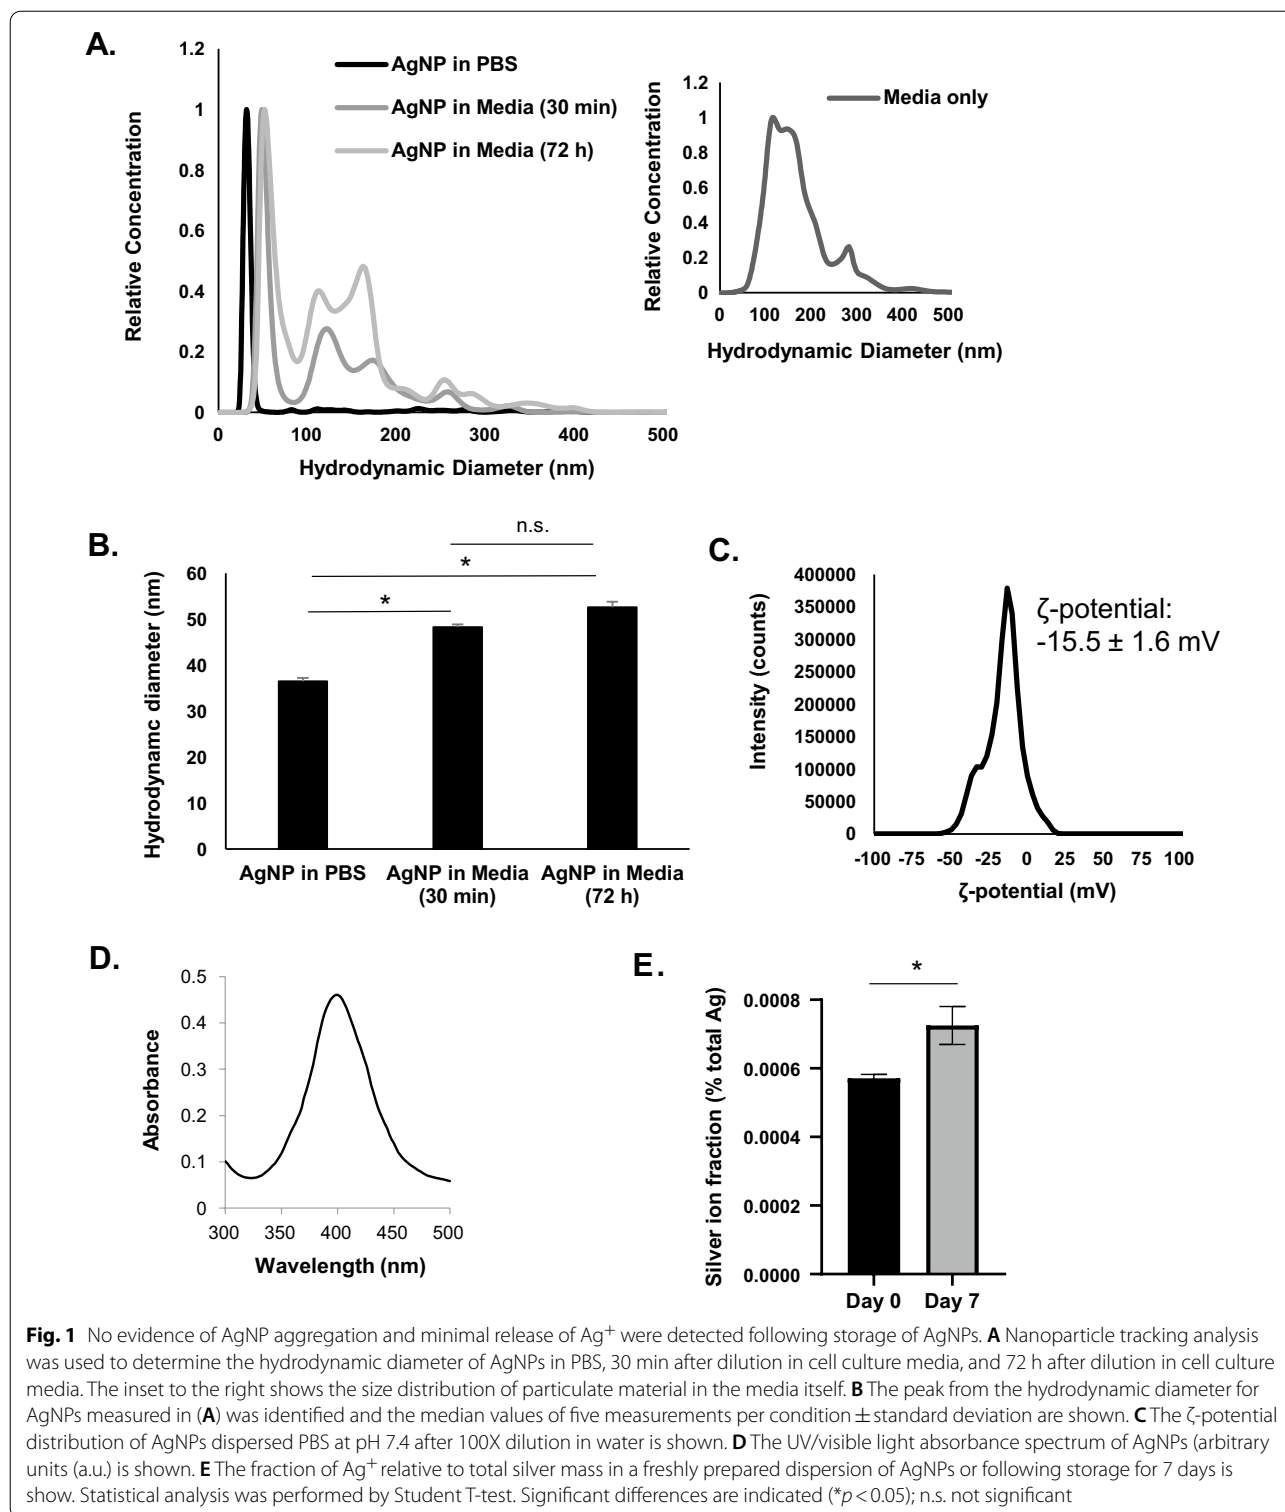 A.
1.2
1
0.8
0.6
0.4
0.2
0
Relative Concentration
AgNP in PBS
AgNP in Media (30 min)
AgNP in Media (72 h)
0 100 200 300 400 500
Hydrodynamic Diameter (nm)
1.2
1
0.8
0.6
0.4
0.2
0
Relative Concentration
Media only
0 100 200 300 400 500
Hydrodynamic Diameter (nm)
B.
n.s.
*
*
60
50
40
30
20
10
0
Hydrodynamc diameter (nm)
AgNP in PBS
AgNP in Media
(30 min)
AgNP in Media
(72 h)
C.
400000
350000
300000
250000
200000
150000
100000
50000
0
Intensity (counts)
ζ-potential:
-15.5 ± 1.6 mV
-100 -75 -50 -25 0 25 50 75 100
ζ-potential (mV)
D.
0.5
0.4
0.3
0.2
0.1
0
Absorbance
300 350 400 450 500
Wavelength (nm)
E.
*
0.0008
0.0006
0.0004
0.0002
0.0000
Silver ion fraction (% total Ag)
Day 0 Day 7
Fig. 1 No evidence of AgNP aggregation and minimal release of Ag⁺ were detected following storage of AgNPs. A Nanoparticle tracking analysis
was used to determine the hydrodynamic diameter of AgNPs in PBS, 30 min after dilution in cell culture media, and 72 h after dilution in cell culture
media. The inset to the right shows the size distribution of particulate material in the media itself. B The peak from the hydrodynamic diameter for
AgNPs measured in (A) was identified and the median values of five measurements per condition ± standard deviation are shown. C The ζ-potential
distribution of AgNPs dispersed PBS at pH 7.4 after 100X dilution in water is shown. D The UV/visible light absorbance spectrum of AgNPs (arbitrary
units (a.u.) is shown. E The fraction of Ag⁺ relative to total silver mass in a freshly prepared dispersion of AgNPs or following storage for 7 days is
show. Statistical analysis was performed by Student T-test. Significant differences are indicated (*p < 0.05); n.s. not significant